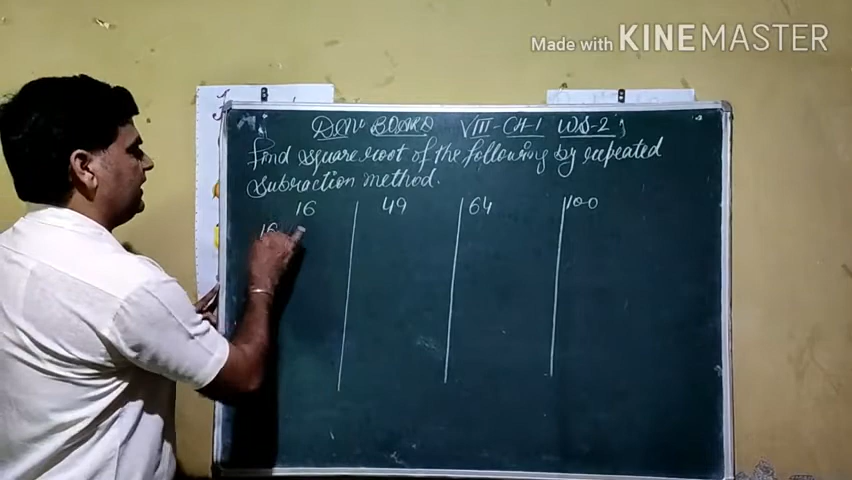 Made with KINEMASTER
BOARD VIII-CH-1 WS-2
Find square root of the following by repeated
Subtraction method.
16 49 64 100
16